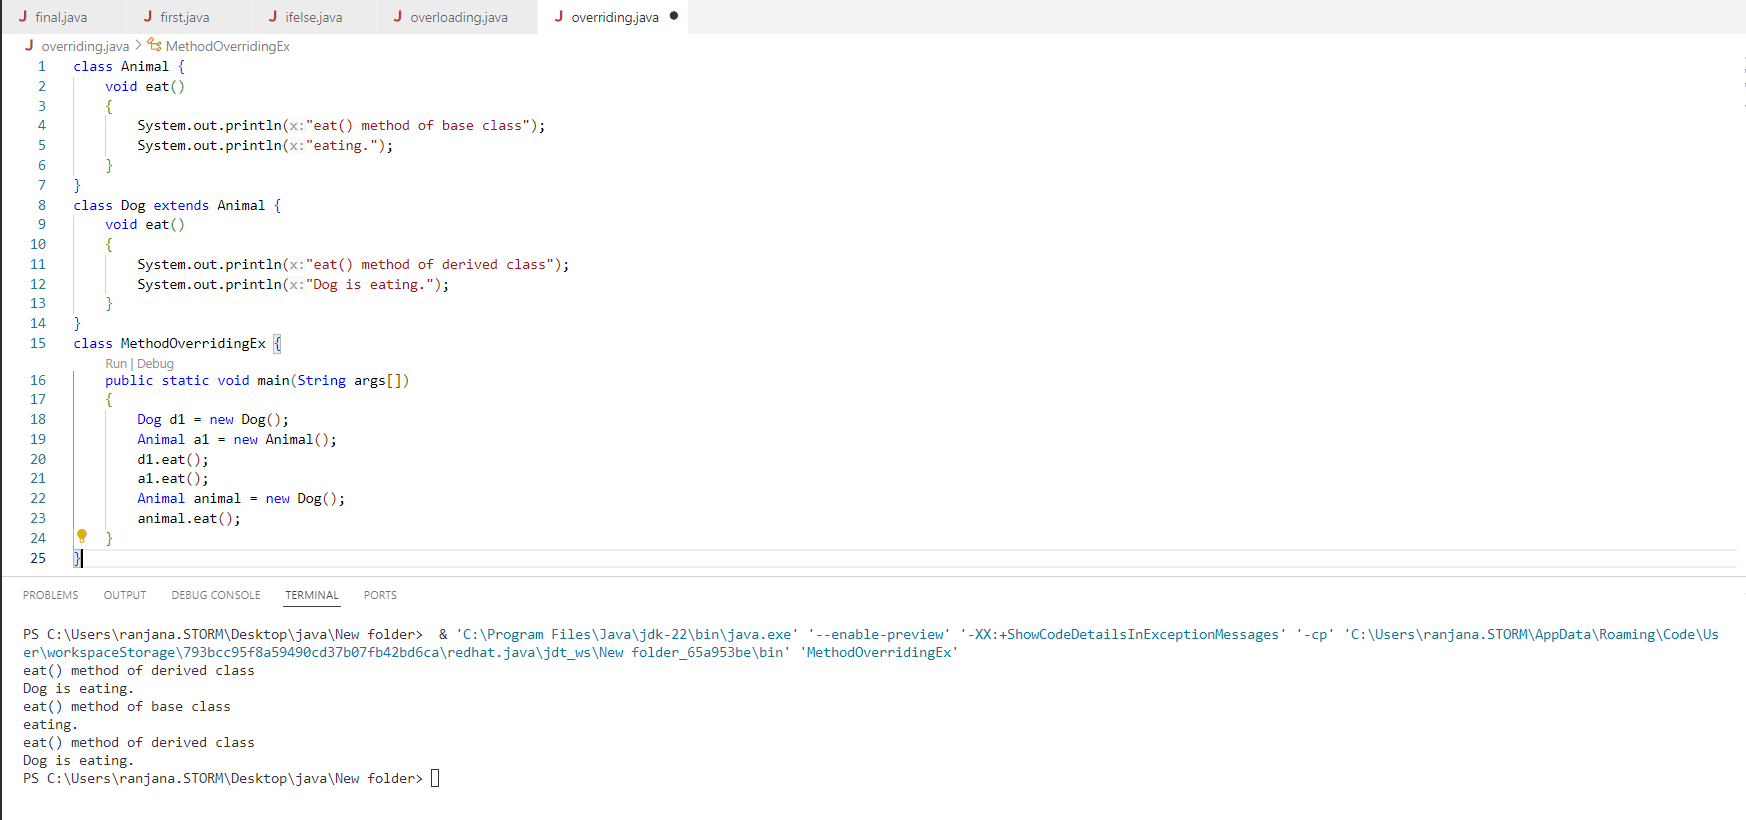 J final.java J first.java J ifelse.java J overloading.java J overriding.java ●
J overriding.java > MethodOverridingEx
1 class Animal {
2 void eat()
3 {
4 System.out.println(x:"eat() method of base class");
5 System.out.println(x:"eating.");
6 }
7 }
8 class Dog extends Animal {
9 void eat()
10 {
11 System.out.println(x:"eat() method of derived class");
12 System.out.println(x:"Dog is eating.");
13 }
14 }
15 class MethodOverridingEx {
Run | Debug
16 public static void main(String args[])
17 {
18 Dog d1 = new Dog();
19 Animal a1 = new Animal();
20 d1.eat();
21 a1.eat();
22 Animal animal = new Dog();
23 animal.eat();
24 }
25 }
PROBLEMS OUTPUT DEBUG CONSOLE TERMINAL PORTS
PS C:\Users\ranjana.STORM\Desktop\java\New folder>  & 'C:\Program Files\Java\jdk-22\bin\java.exe' '--enable-preview' '-XX:+ShowCodeDetailsInExceptionMessages' '-cp' 'C:\Users\ranjana.STORM\AppData\Roaming\Code\Us
er\workspaceStorage\793bcc95f8a59490cd37b07fb42bd6ca\redhat.java\jdt_ws\New folder_65a953be\bin' 'MethodOverridingEx'
eat() method of derived class
Dog is eating.
eat() method of base class
eating.
eat() method of derived class
Dog is eating.
PS C:\Users\ranjana.STORM\Desktop\java\New folder>